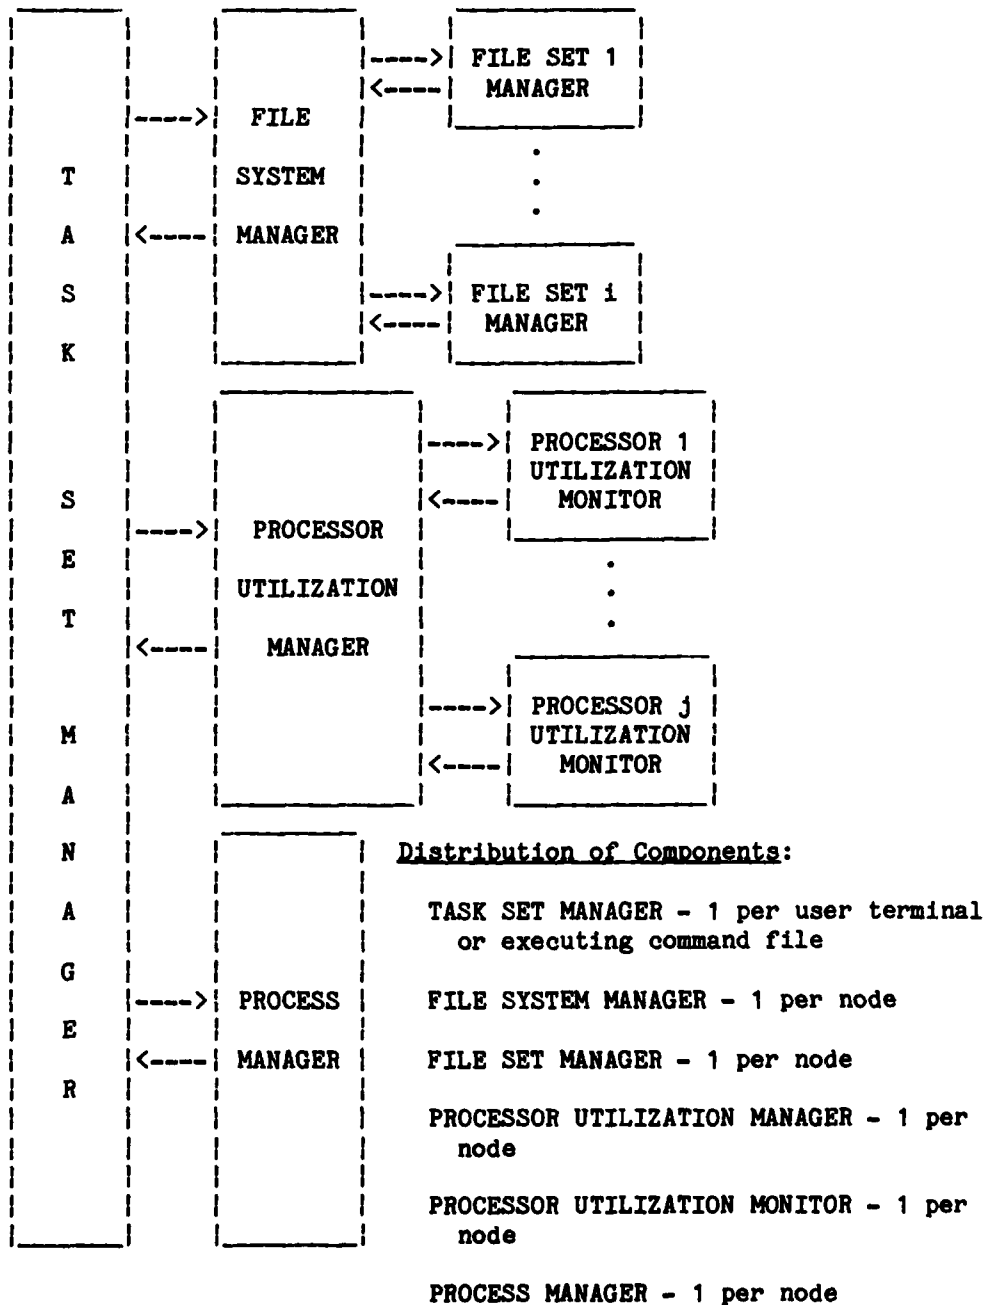 TASK SET MANAGER
FILE
SYSTEM
MANAGER
FILE SET 1
MANAGER
FILE SET i
MANAGER
PROCESSOR
UTILIZATION
MANAGER
PROCESSOR 1
UTILIZATION
MONITOR
PROCESSOR j
UTILIZATION
MONITOR
PROCESS
MANAGER
Distribution of Components:
TASK SET MANAGER - 1 per user terminal
or executing command file
FILE SYSTEM MANAGER - 1 per node
FILE SET MANAGER - 1 per node
PROCESSOR UTILIZATION MANAGER - 1 per
node
PROCESSOR UTILIZATION MONITOR - 1 per
node
PROCESS MANAGER - 1 per node